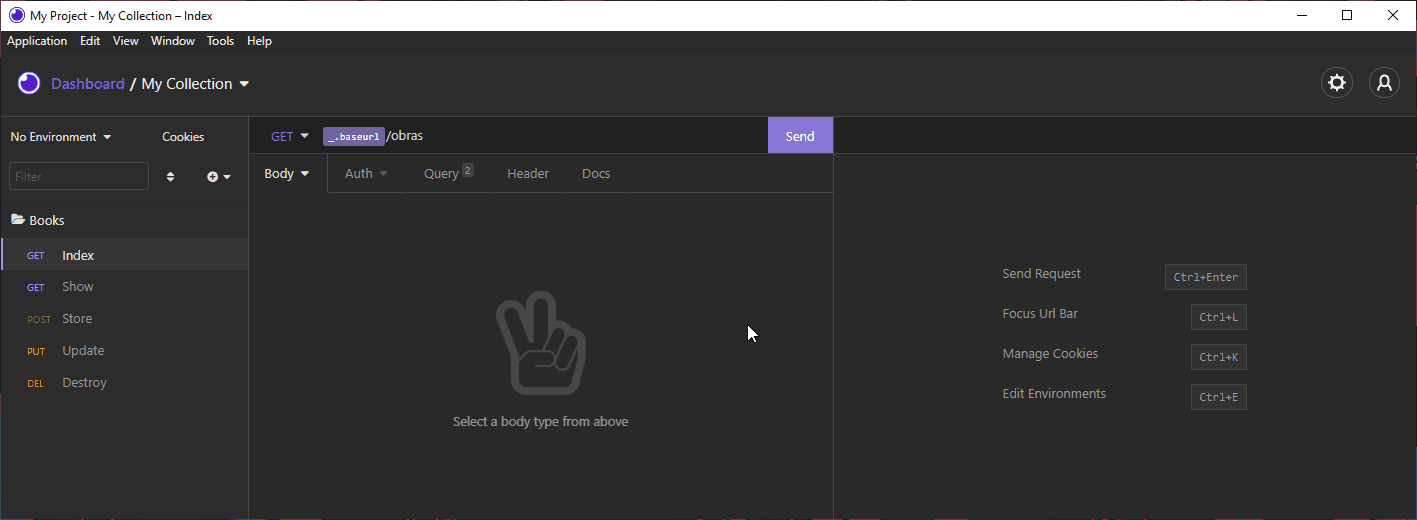 My Project - My Collection – Index
Application Edit View Window Tools Help
Dashboard / My Collection
No Environment Cookies
GET _.baseurl /obras Send
Filter
Body Auth Query 2 Header Docs
Books
GET Index
GET Show
POST Store
PUT Update
DEL Destroy
Select a body type from above
Send Request Ctrl+Enter
Focus Url Bar Ctrl+L
Manage Cookies Ctrl+K
Edit Environments Ctrl+E